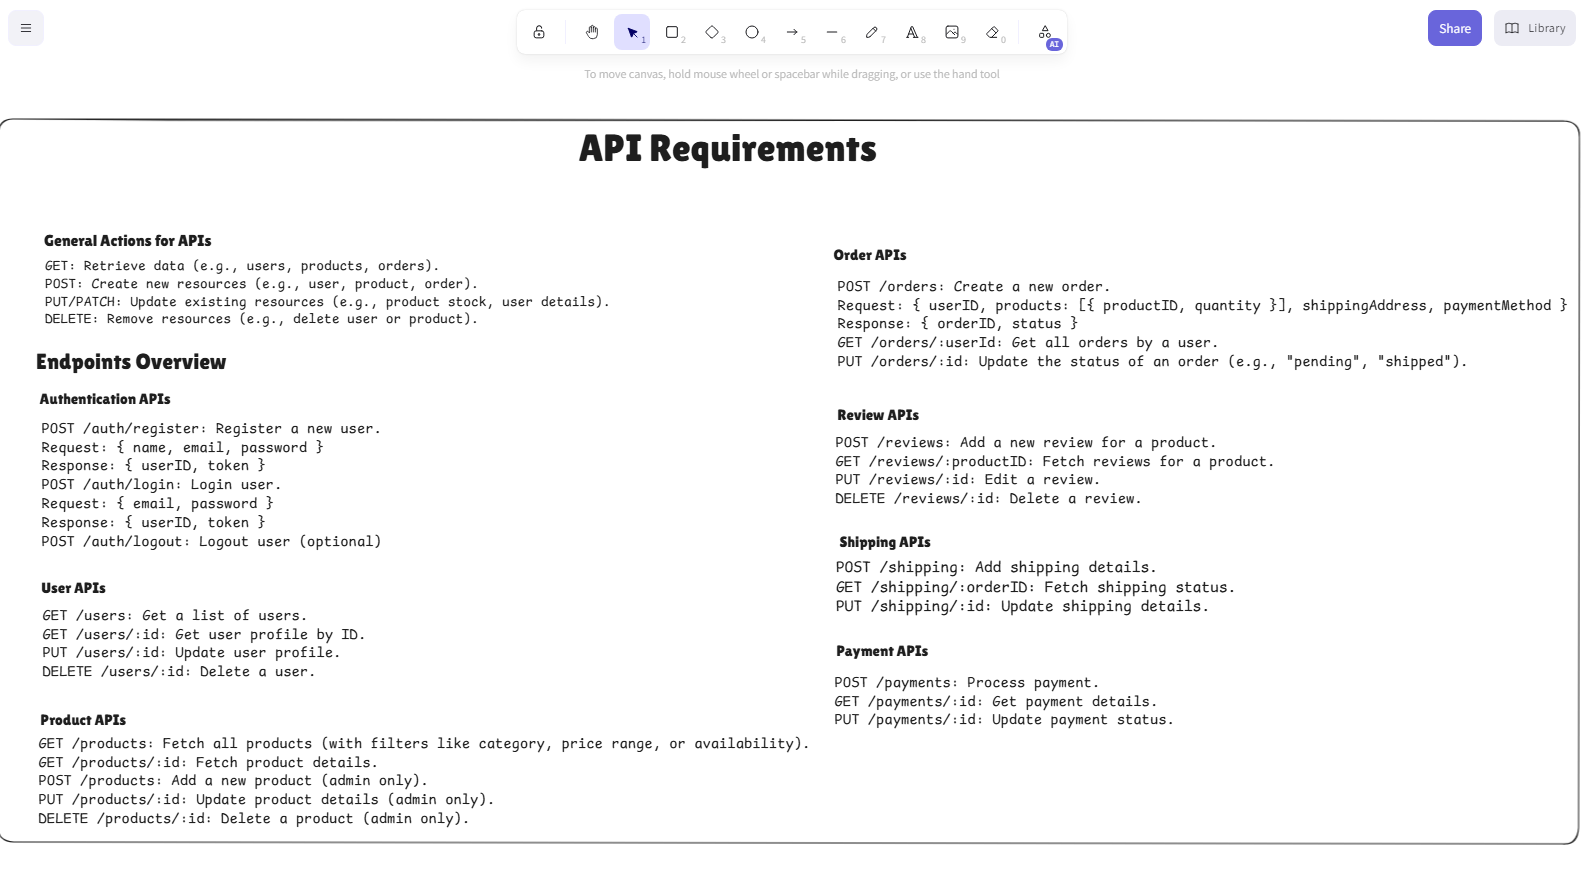 1
2
3
4
5
6
7
8
9
0
AI
Share
Library
To move canvas, hold mouse wheel or spacebar while dragging, or use the hand tool
API Requirements
General Actions for APIs
GET: Retrieve data (e.g., users, products, orders).
POST: Create new resources (e.g., user, product, order).
PUT/PATCH: Update existing resources (e.g., product stock, user details).
DELETE: Remove resources (e.g., delete user or product).
Endpoints Overview
Authentication APIs
POST /auth/register: Register a new user.
Request: { name, email, password }
Response: { userID, token }
POST /auth/login: Login user.
Request: { email, password }
Response: { userID, token }
POST /auth/logout: Logout user (optional)
User APIs
GET /users: Get a list of users.
GET /users/:id: Get user profile by ID.
PUT /users/:id: Update user profile.
DELETE /users/:id: Delete a user.
Product APIs
GET /products: Fetch all products (with filters like category, price range, or availability).
GET /products/:id: Fetch product details.
POST /products: Add a new product (admin only).
PUT /products/:id: Update product details (admin only).
DELETE /products/:id: Delete a product (admin only).
Order APIs
POST /orders: Create a new order.
Request: { userID, products: [{ productID, quantity }], shippingAddress, paymentMethod }
Response: { orderID, status }
GET /orders/:userId: Get all orders by a user.
PUT /orders/:id: Update the status of an order (e.g., "pending", "shipped").
Review APIs
POST /reviews: Add a new review for a product.
GET /reviews/:productID: Fetch reviews for a product.
PUT /reviews/:id: Edit a review.
DELETE /reviews/:id: Delete a review.
Shipping APIs
POST /shipping: Add shipping details.
GET /shipping/:orderID: Fetch shipping status.
PUT /shipping/:id: Update shipping details.
Payment APIs
POST /payments: Process payment.
GET /payments/:id: Get payment details.
PUT /payments/:id: Update payment status.